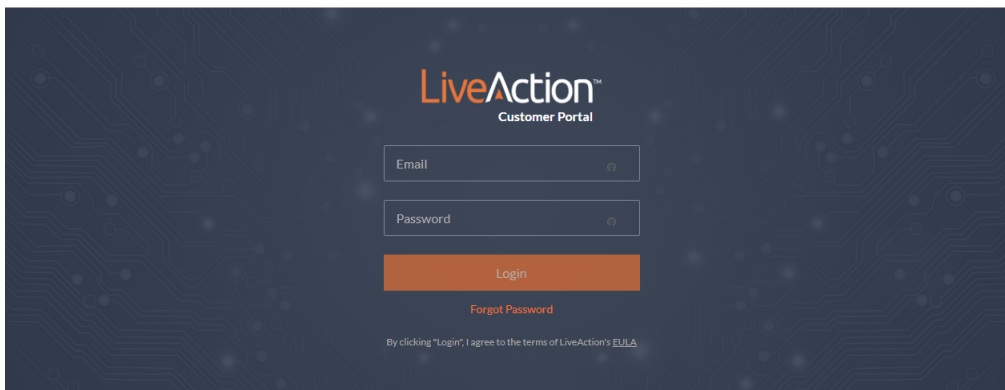 LiveAction™
Customer Portal
Email
Password
Login
Forgot Password
By clicking "Login", I agree to the terms of LiveAction's EULA